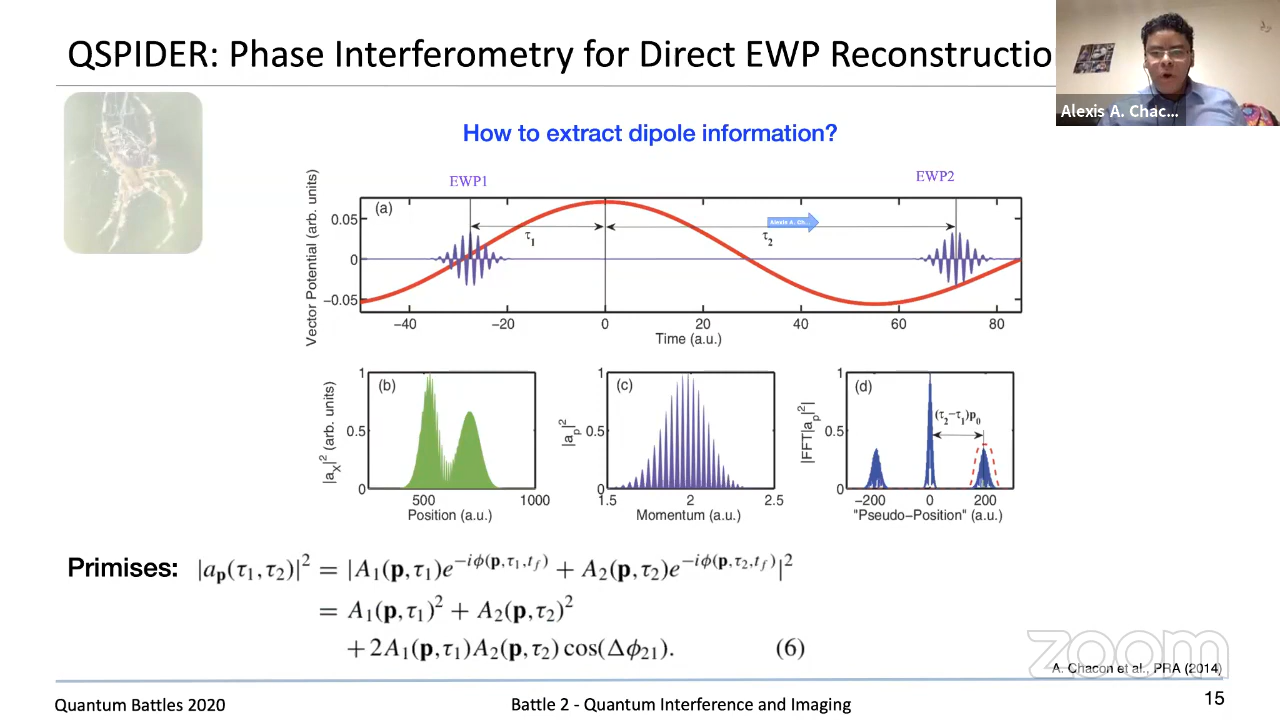 QSPIDER: Phase Interferometry for Direct EWP Reconstructio
Alexis A. Chac...
How to extract dipole information?
EWP1
EWP2
Vector Potential (arb. units)
(a)
0.05
0
−0.05
τ₁
Alexis A. Ch...
τ₂
−40 −20 0 20 40 60 80
Time (a.u.)
|aₓ|² (arb. units)
(b)
1
0.5
0
500 1000
Position (a.u.)
|aₚ|²
(c)
1
0.5
0
1.5 2 2.5
Momentum (a.u.)
|FFT|aₚ|²|
(d)
1
0.5
0
(τ₂−τ₁)p₀
−200 0 200
"Pseudo−Position" (a.u.)
Primises: |aₚ(τ₁,τ₂)|² = |A₁(p,τ₁)e^{−iϕ(p,τ₁,t_f)} + A₂(p,τ₂)e^{−iϕ(p,τ₂,t_f)}|²
= A₁(p,τ₁)² + A₂(p,τ₂)²
+ 2A₁(p,τ₁)A₂(p,τ₂) cos(Δϕ₂₁). (6)
zoom
A. Chacon et al., PRA (2014)
Quantum Battles 2020
Battle 2 - Quantum Interference and Imaging
15